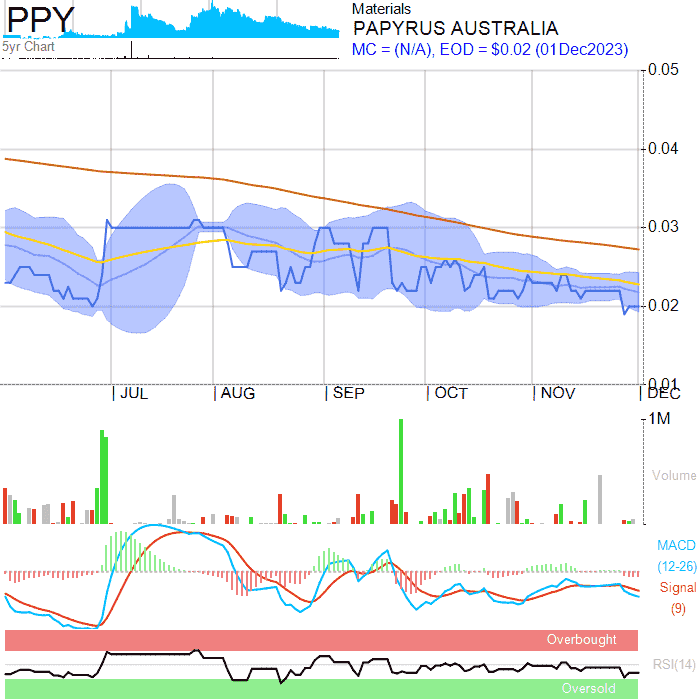 PPY
Materials
PAPYRUS AUSTRALIA
5yr Chart
MC = (N/A), EOD = $0.02 (01Dec2023)
0.05
0.04
0.03
0.02
0.01
JUL
AUG
SEP
OCT
NOV
DEC
1M
Volume
MACD
(12-26)
Signal
(9)
Overbought
RSI(14)
Oversold